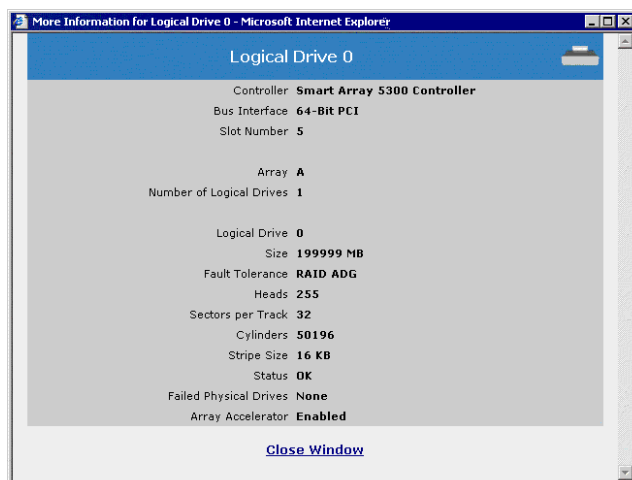 More Information for Logical Drive 0 - Microsoft Internet Explorer
Logical Drive 0
Controller Smart Array 5300 Controller
Bus Interface 64-Bit PCI
Slot Number 5
Array A
Number of Logical Drives 1
Logical Drive 0
Size 199999 MB
Fault Tolerance RAID ADG
Heads 255
Sectors per Track 32
Cylinders 50196
Stripe Size 16 KB
Status OK
Failed Physical Drives None
Array Accelerator Enabled
Close Window